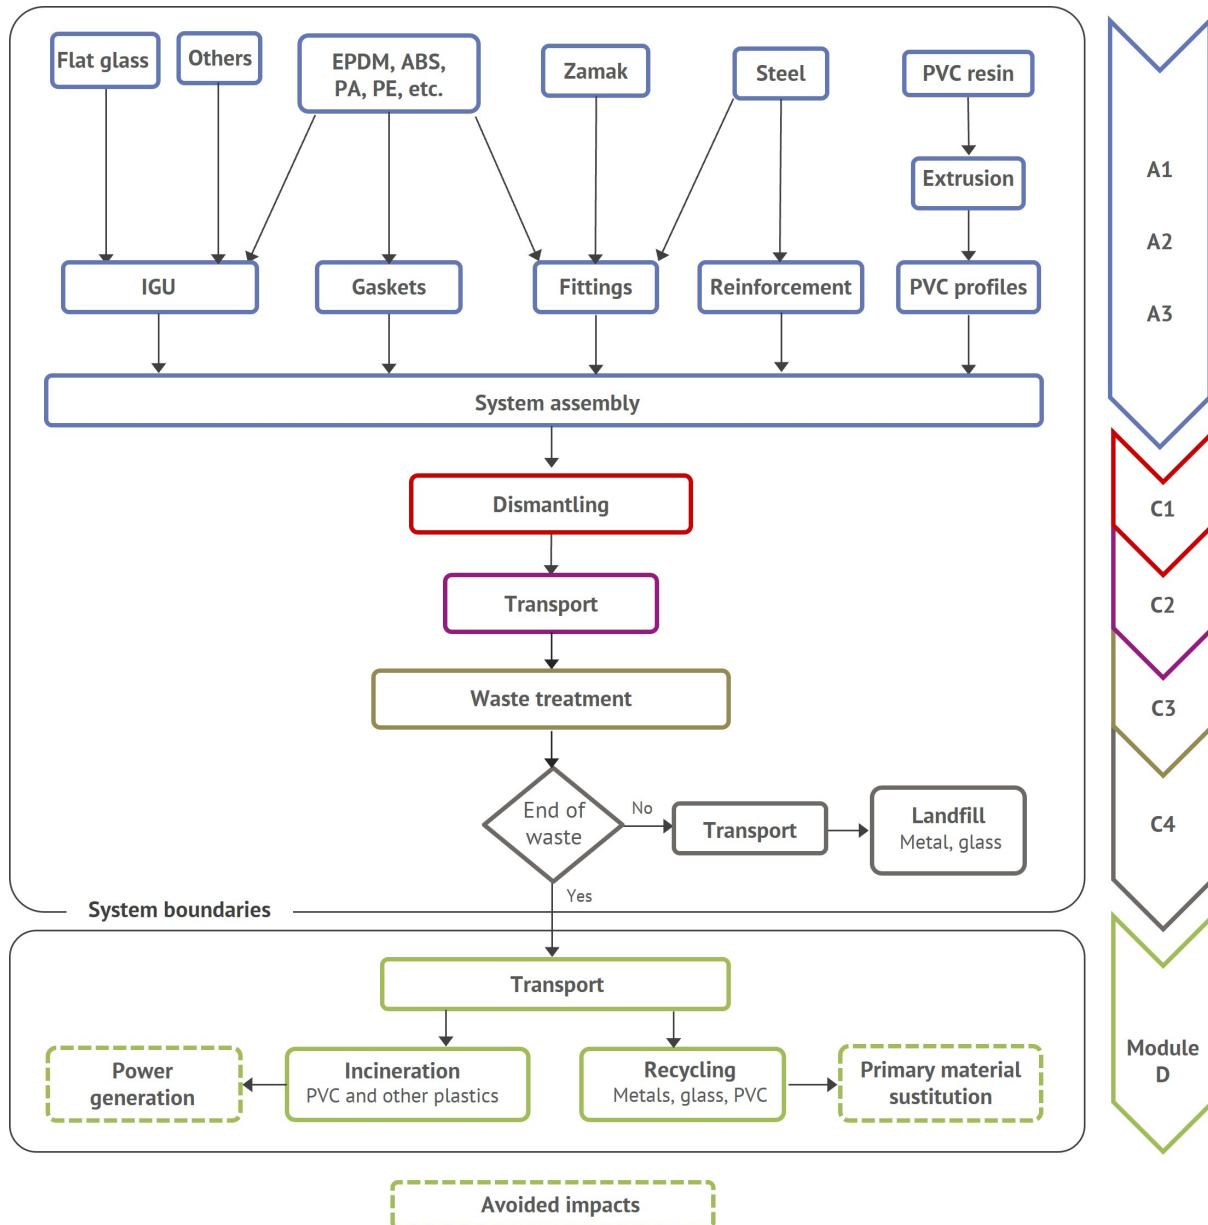 Flat glass
Others
EPDM, ABS,
PA, PE, etc.
Zamak
Steel
PVC resin
Extrusion
IGU
Gaskets
Fittings
Reinforcement
PVC profiles
System assembly
A1
A2
A3
Dismantling
C1
Transport
C2
Waste treatment
C3
End of
waste
No
Transport
Landfill
Metal, glass
C4
Yes
System boundaries
Transport
Power
generation
Incineration
PVC and other plastics
Recycling
Metals, glass, PVC
Primary material
sustitution
Module
D
Avoided impacts